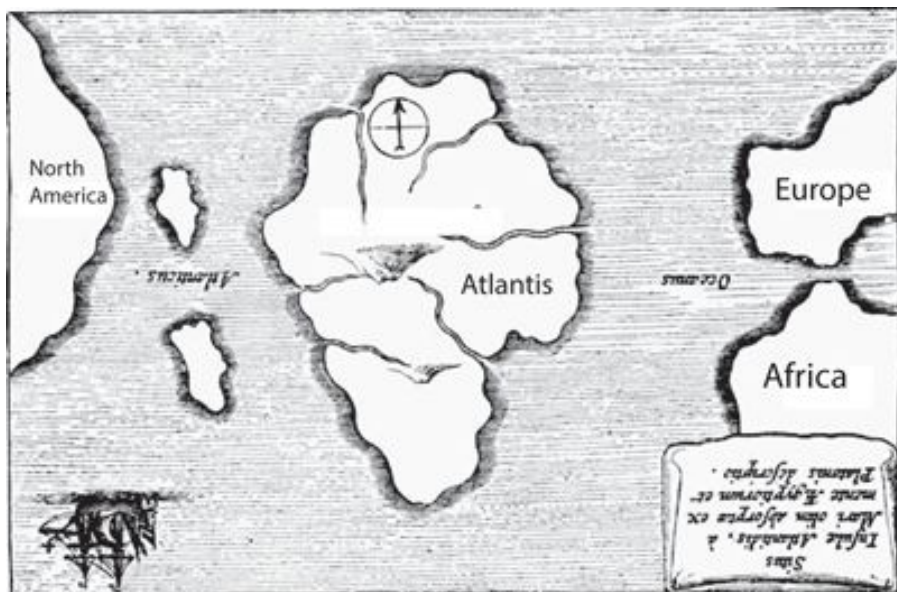 North
America
Europe
Oceanus
Atlanticus.
Atlantis
Africa
Situs
Insulæ Atlantidis, à
Mari olim absorptæ ex
mente Ægyptiorum et
Platonis descriptio.